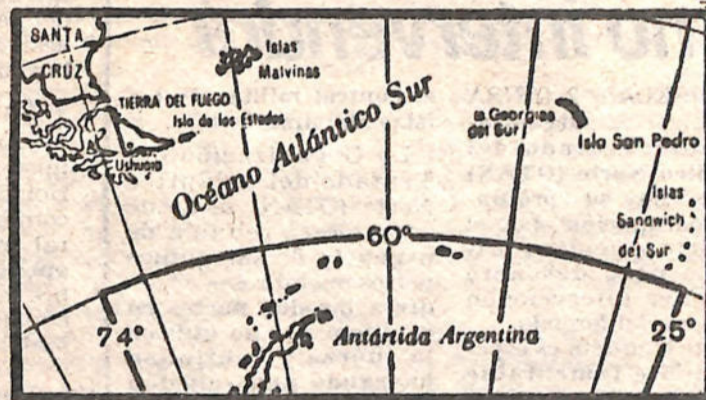 SANTA
CRUZ
Islas
Malvinas
TIERRA DEL FUEGO
Isla de los Estados
Ushuaia
Océano Atlántico Sur
Is Georgias
del Sur
Isla San Pedro
Islas
Sandwich
del Sur
60°
74°
Antártida Argentina
25°